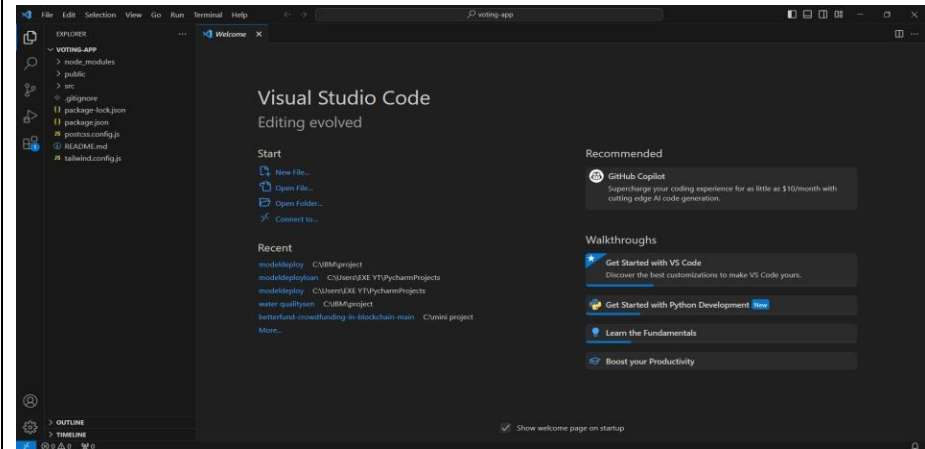 File Edit Selection View Go Run Terminal Help
voting-app
EXPLORER
Welcome
VOTING-APP
node_modules
public
src
.gitignore
package-lock.json
package.json
JS postcss.config.js
README.md
JS tailwind.config.js
Visual Studio Code
Editing evolved
Start
New File...
Open File...
Open Folder...
Connect to...
Recent
modeldeploy C:\IBM\project
modeldeployloan C:\Users\EXE YT\PycharmProjects
modeldeploy C:\Users\EXE YT\PycharmProjects
water qualitysen C:\IBM\project
betterfund-crowdfunding-in-blockchain-main C:\mini project
More...
Recommended
GitHub Copilot
Supercharge your coding experience for as little as $10/month with
cutting edge AI code generation.
Walkthroughs
Get Started with VS Code
Discover the best customizations to make VS Code yours.
Get Started with Python Development New
Learn the Fundamentals
Boost your Productivity
OUTLINE
TIMELINE
Show welcome page on startup
0 0 0